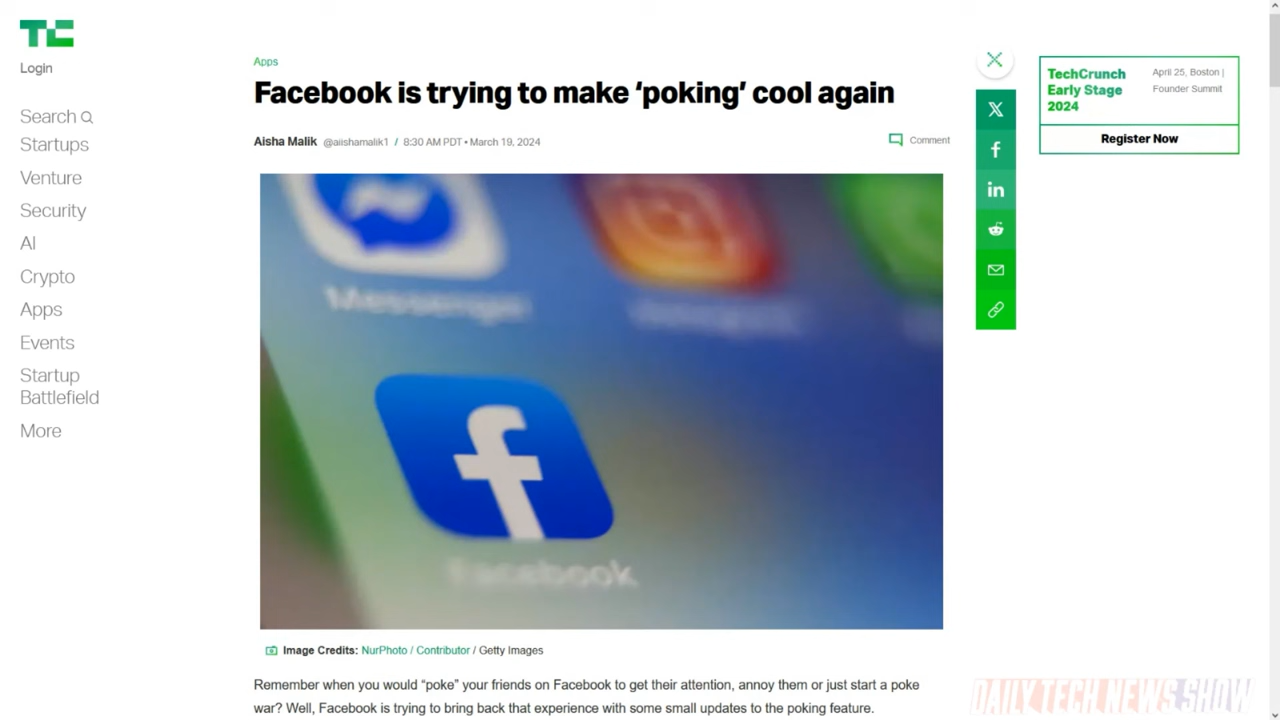 TC
Login
Search
Startups
Venture
Security
AI
Crypto
Apps
Events
Startup
Battlefield
More
Apps
Facebook is trying to make ‘poking’ cool again
Aisha Malik @aiishamalik1 / 8:30 AM PDT • March 19, 2024
Comment
Messenger
Facebook
Image Credits: NurPhoto / Contributor / Getty Images
Remember when you would “poke” your friends on Facebook to get their attention, annoy them or just start a poke
war? Well, Facebook is trying to bring back that experience with some small updates to the poking feature.
TechCrunch
Early Stage
2024
April 25, Boston |
Founder Summit
Register Now
DAILY TECH NEWS SHOW